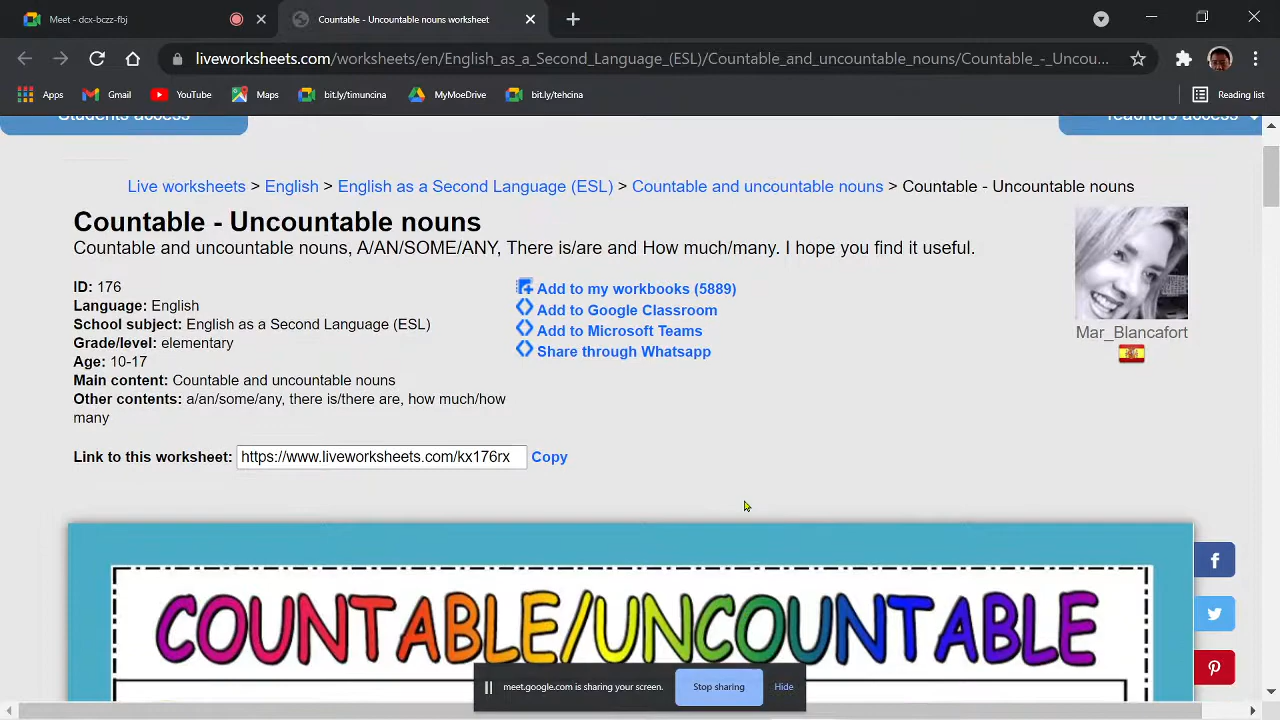 Meet - dcx-bczz-fbj
Countable - Uncountable nouns worksheet
liveworksheets.com/worksheets/en/English_as_a_Second_Language_(ESL)/Countable_and_uncountable_nouns/Countable_-_Uncou...
Apps Gmail YouTube Maps bit.ly/timuncina MyMoeDrive bit.ly/tehcina Reading list
Students access Teachers access
Live worksheets > English > English as a Second Language (ESL) > Countable and uncountable nouns > Countable - Uncountable nouns
Countable - Uncountable nouns
Countable and uncountable nouns, A/AN/SOME/ANY, There is/are and How much/many. I hope you find it useful.
ID: 176
Language: English
School subject: English as a Second Language (ESL)
Grade/level: elementary
Age: 10-17
Main content: Countable and uncountable nouns
Other contents: a/an/some/any, there is/there are, how much/how
many
Add to my workbooks (5889)
Add to Google Classroom
Add to Microsoft Teams
Share through Whatsapp
Mar_Blancafort
Link to this worksheet: https://www.liveworksheets.com/kx176rx Copy
COUNTABLE/UNCOUNTABLE
meet.google.com is sharing your screen. Stop sharing Hide